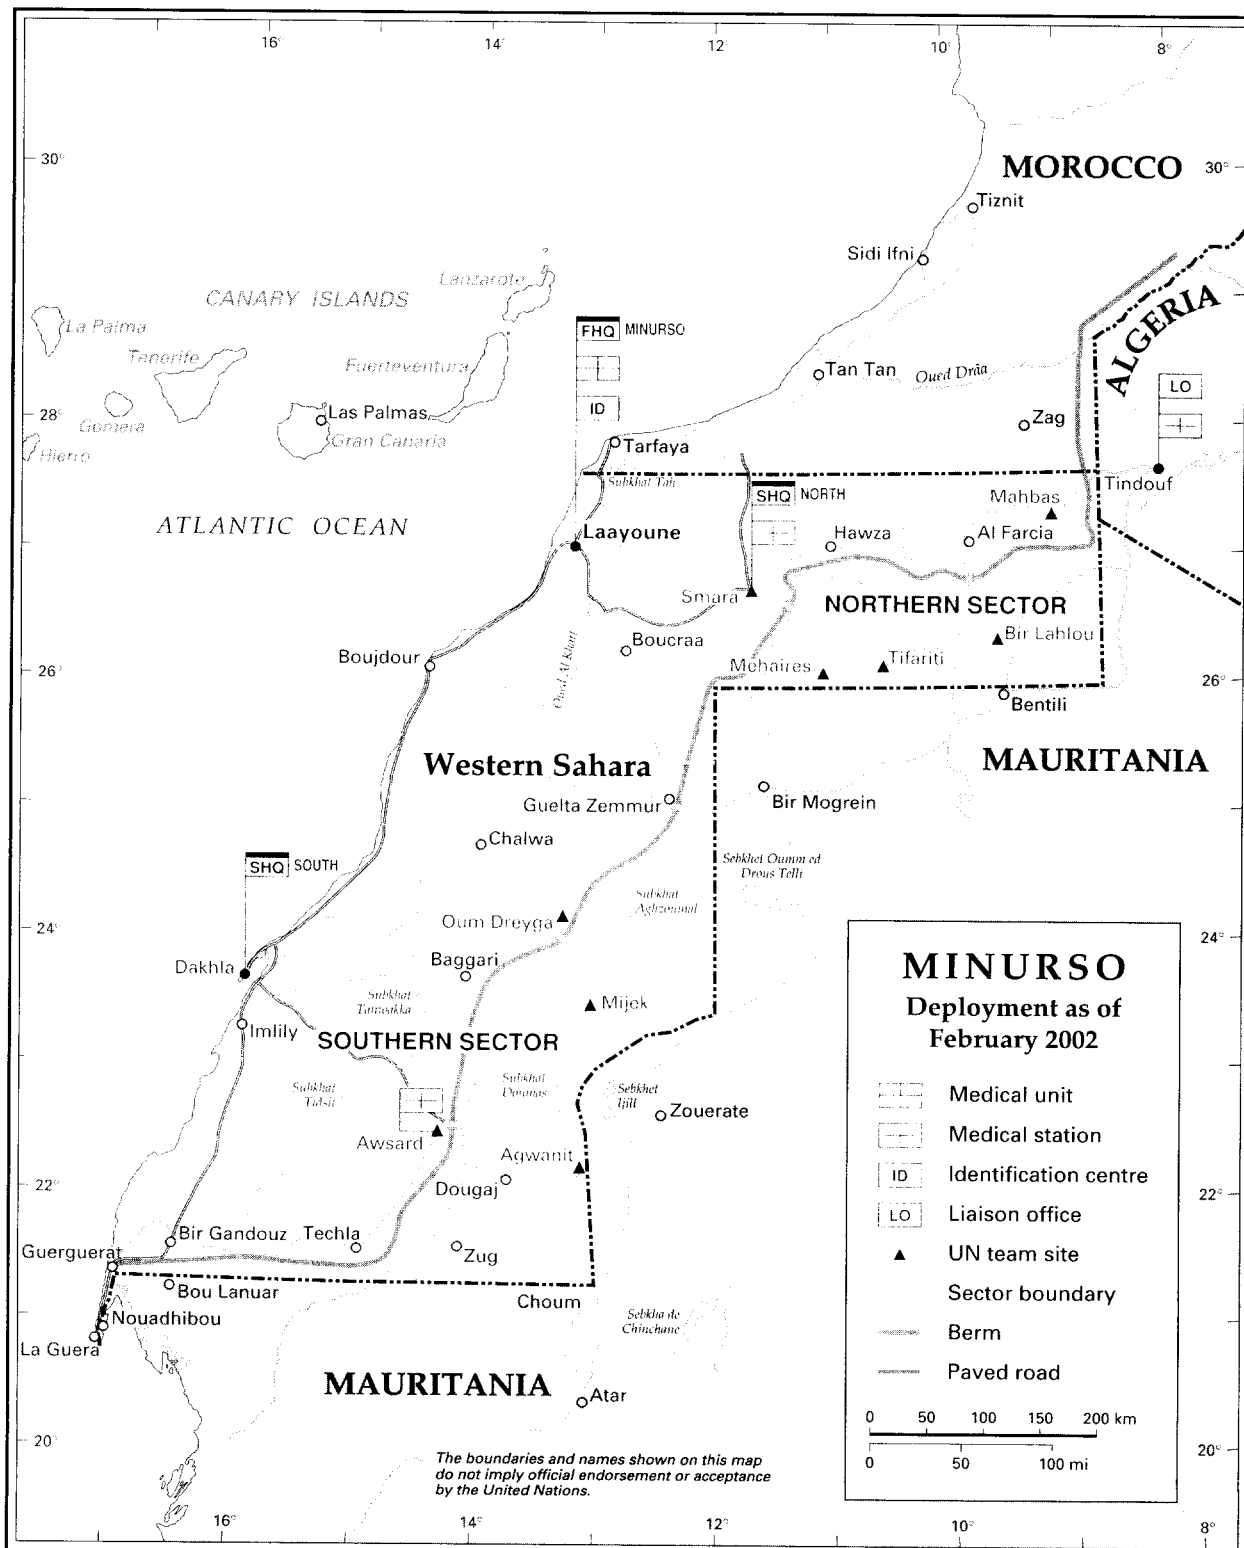 16°
14°
12°
10°
8°
30°
MOROCCO
30°
Tiznit
Sidi Ifni
Lanzarote
CANARY ISLANDS
ALGERIA
La Palma
FHQ MINURSO
Tenerife
Fuerteventura
Tan Tan
Oued Drâa
LO
28°
Las Palmas
ID
Zag
Gomera
Gran Canaria
Tarfaya
Hierro
Subkhat Tah
Tindouf
SHQ NORTH
Mahbas
ATLANTIC OCEAN
Laayoune
Hawza
Al Farcia
Smara
NORTHERN SECTOR
Boucraa
Bir Lahlou
Boujdour
Oued Al Khatt
Mehaires
Tifariti
26°
26°
Bentili
Western Sahara
MAURITANIA
Guelta Zemmur
Bir Mogrein
Chalwa
SHQ SOUTH
Sebkhet Oumm ed
Drous Telli
Subkhat
Aghzoumal
Oum Dreyga
24°
24°
Baggari
Dakhla
Subkhat
Tanouakka
Mijek
Imlily
SOUTHERN SECTOR
Subkhat
Tidsit
Subkhat
Doumas
Sebkhet
Ijill
Zouerate
Awsard
Agwanit
22°
Dougaj
22°
Bir Gandouz
Techla
Guerguerat
Zug
Bou Lanuar
Choum
Nouadhibou
Sebkha de
Chinchane
La Guera
MAURITANIA
Atar
20°
20°
The boundaries and names shown on this map
do not imply official endorsement or acceptance
by the United Nations.
MINURSO
Deployment as of
February 2002
Medical unit
Medical station
ID Identification centre
LO Liaison office
UN team site
Sector boundary
Berm
Paved road
0 50 100 150 200 km
0 50 100 mi
16°
14°
12°
10°
8°